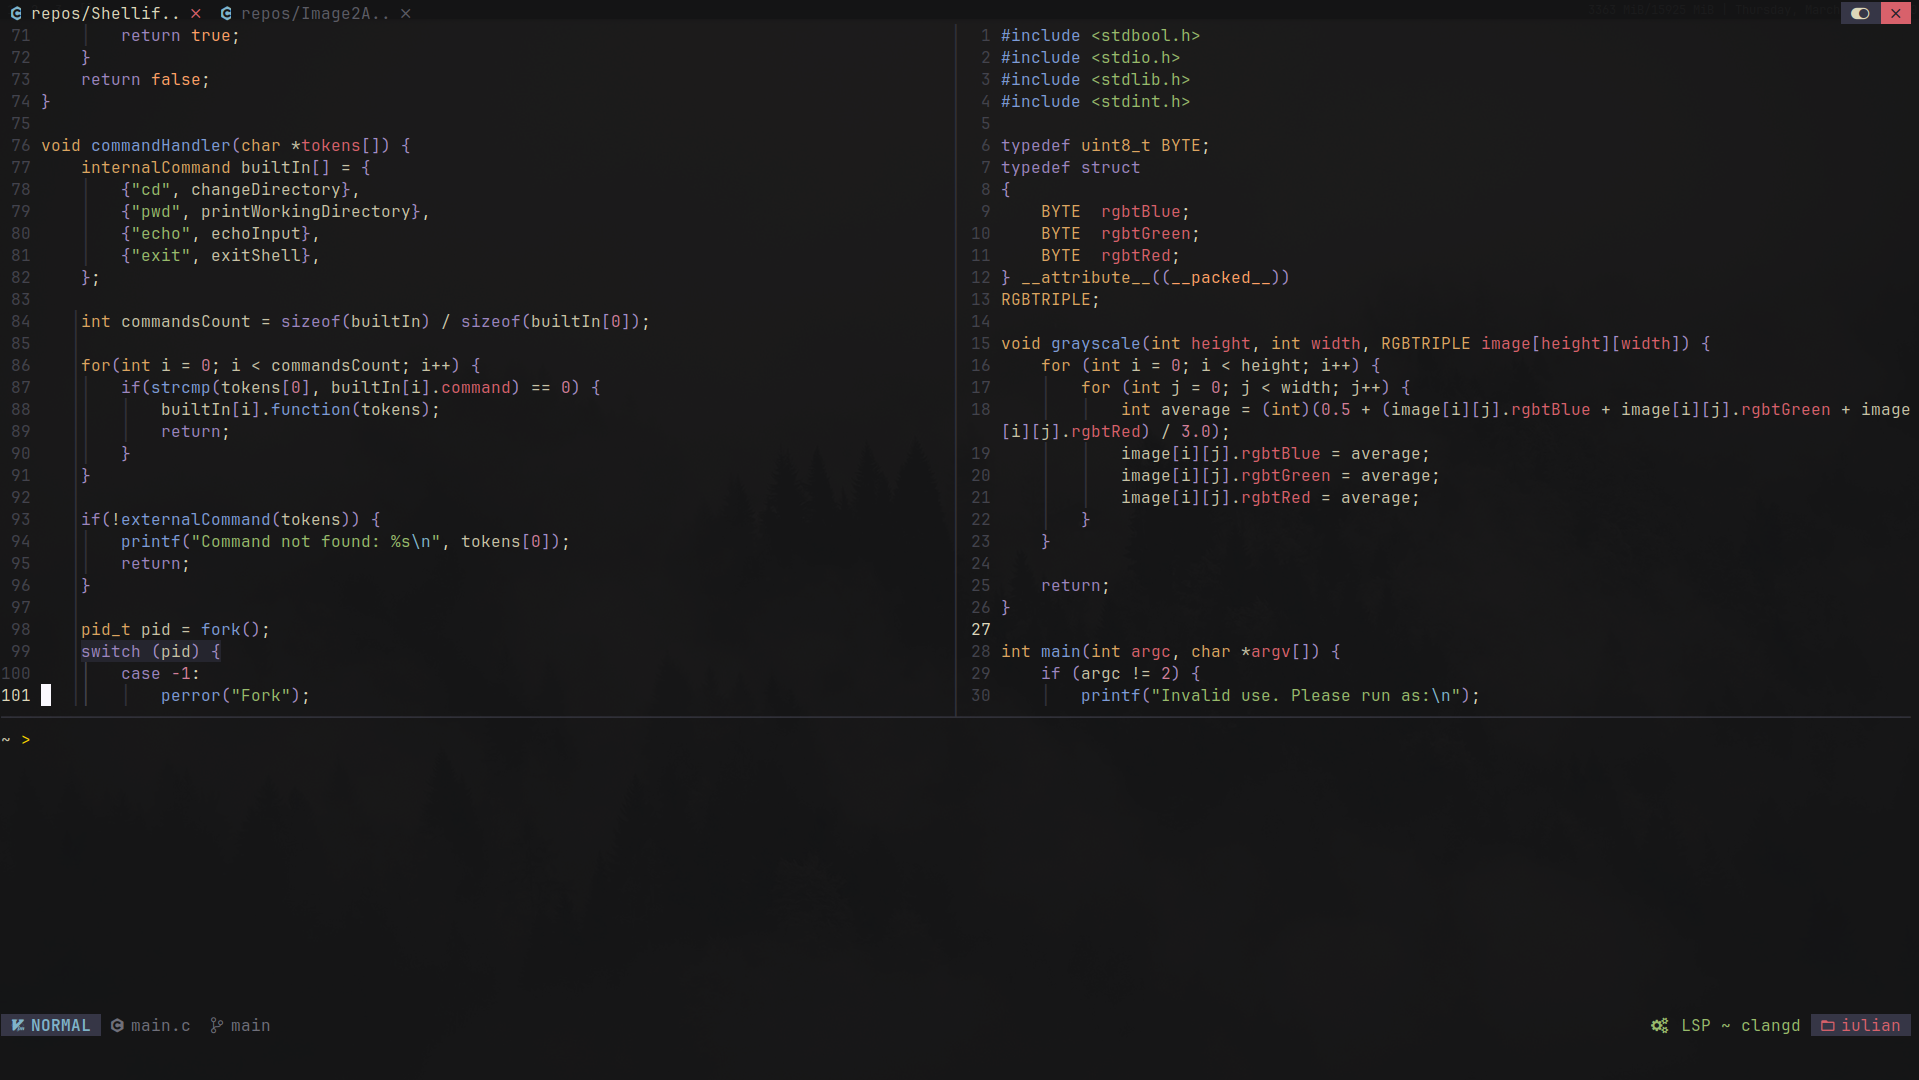 repos/Shellif.. × repos/Image2A.. ×
71 return true;
72 }
73 return false;
74 }
75
76 void commandHandler(char *tokens[]) {
77 internalCommand builtIn[] = {
78 {"cd", changeDirectory},
79 {"pwd", printWorkingDirectory},
80 {"echo", echoInput},
81 {"exit", exitShell},
82 };
83
84 int commandsCount = sizeof(builtIn) / sizeof(builtIn[0]);
85
86 for(int i = 0; i < commandsCount; i++) {
87 if(strcmp(tokens[0], builtIn[i].command) == 0) {
88 builtIn[i].function(tokens);
89 return;
90 }
91 }
92
93 if(!externalCommand(tokens)) {
94 printf("Command not found: %s\n", tokens[0]);
95 return;
96 }
97
98 pid_t pid = fork();
99 switch (pid) {
100 case -1:
101 perror("Fork");
1 #include <stdbool.h>
2 #include <stdio.h>
3 #include <stdlib.h>
4 #include <stdint.h>
5
6 typedef uint8_t BYTE;
7 typedef struct
8 {
9 BYTE  rgbtBlue;
10 BYTE  rgbtGreen;
11 BYTE  rgbtRed;
12 } __attribute__((__packed__))
13 RGBTRIPLE;
14
15 void grayscale(int height, int width, RGBTRIPLE image[height][width]) {
16 for (int i = 0; i < height; i++) {
17 for (int j = 0; j < width; j++) {
18 int average = (int)(0.5 + (image[i][j].rgbtBlue + image[i][j].rgbtGreen + image
[i][j].rgbtRed) / 3.0);
19 image[i][j].rgbtBlue = average;
20 image[i][j].rgbtGreen = average;
21 image[i][j].rgbtRed = average;
22 }
23 }
24
25 return;
26 }
27
28 int main(int argc, char *argv[]) {
29 if (argc != 2) {
30 printf("Invalid use. Please run as:\n");
~ >
NORMAL main.c main LSP ~ clangd iulian